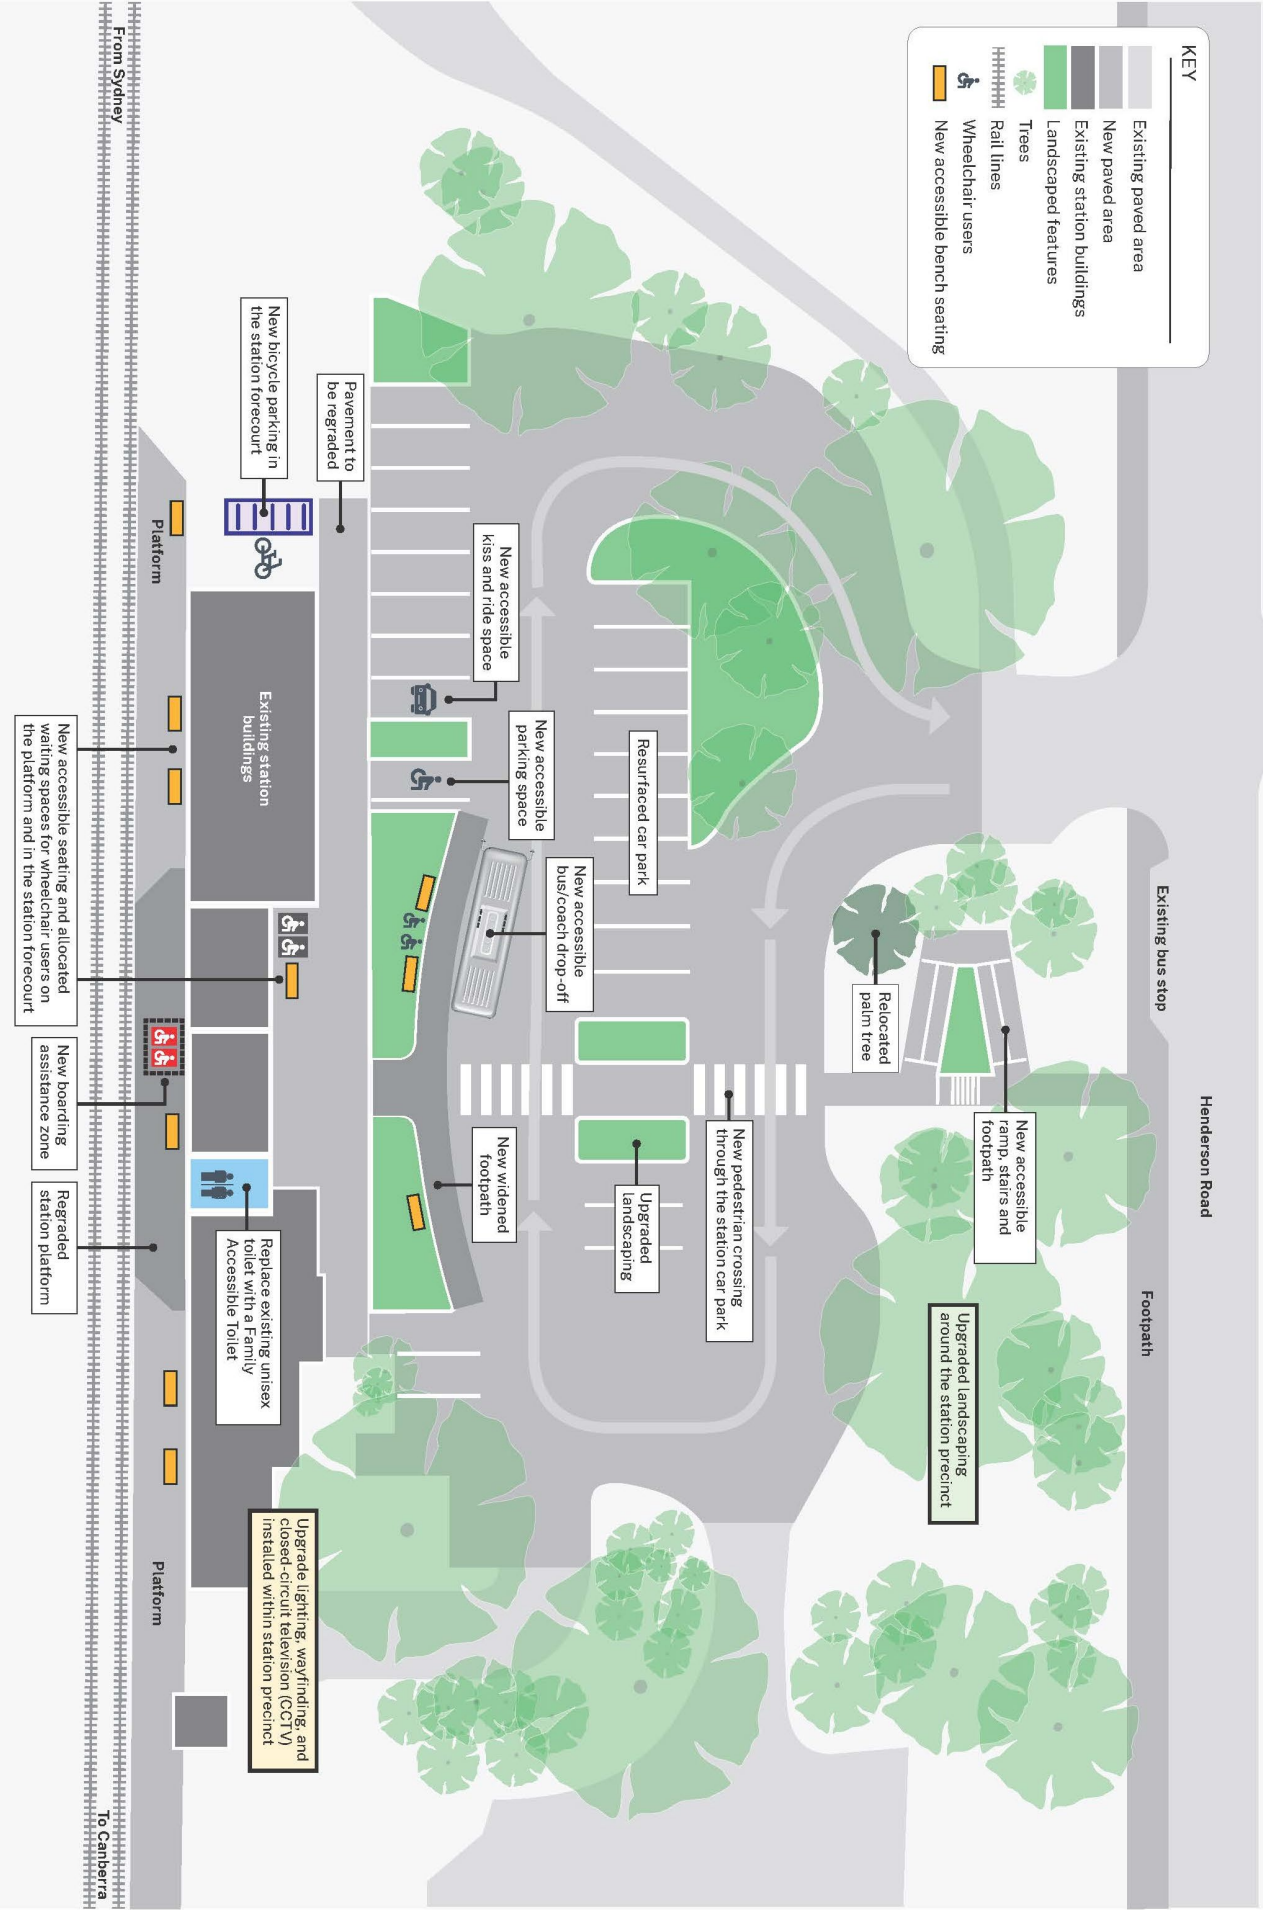 KEY
Existing paved area
New paved area
Existing station buildings
Landscaped features
Trees
Rail lines
Wheelchair users
New accessible bench seating
Henderson Road
Existing bus stop
Footpath
New accessible
ramp, stairs and
footpath
Upgraded landscaping
around the station precinct
Relocated
palm tree
New pedestrian crossing
through the station car park
Resurfaced car park
Upgraded
landscaping
New accessible
bus/coach drop-off
New accessible
parking space
New accessible
kiss and ride space
New widened
footpath
Pavement to
be regraded
New bicycle parking in
the station forecourt
Existing station
buildings
Replace existing unisex
toilet with a Family
Accessible Toilet
Upgrade lighting, wayfinding, and
closed-circuit television (CCTV)
installed within station precinct
Platform
Platform
From Sydney
To Canberra
New accessible seating and allocated
waiting spaces for wheelchair users on
the platform and in the station forecourt
New boarding
assistance zone
Regraded
station platform